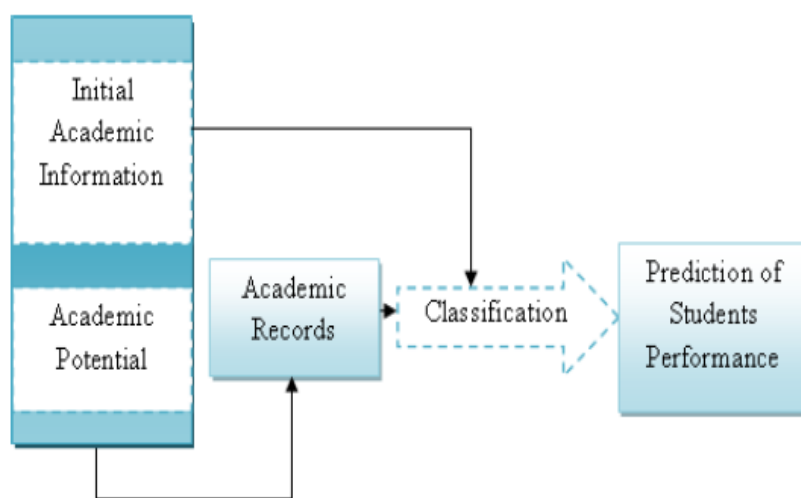 Initial
Academic
Information
Academic
Potential
Academic
Records
Classification
Prediction of
Students
Performance